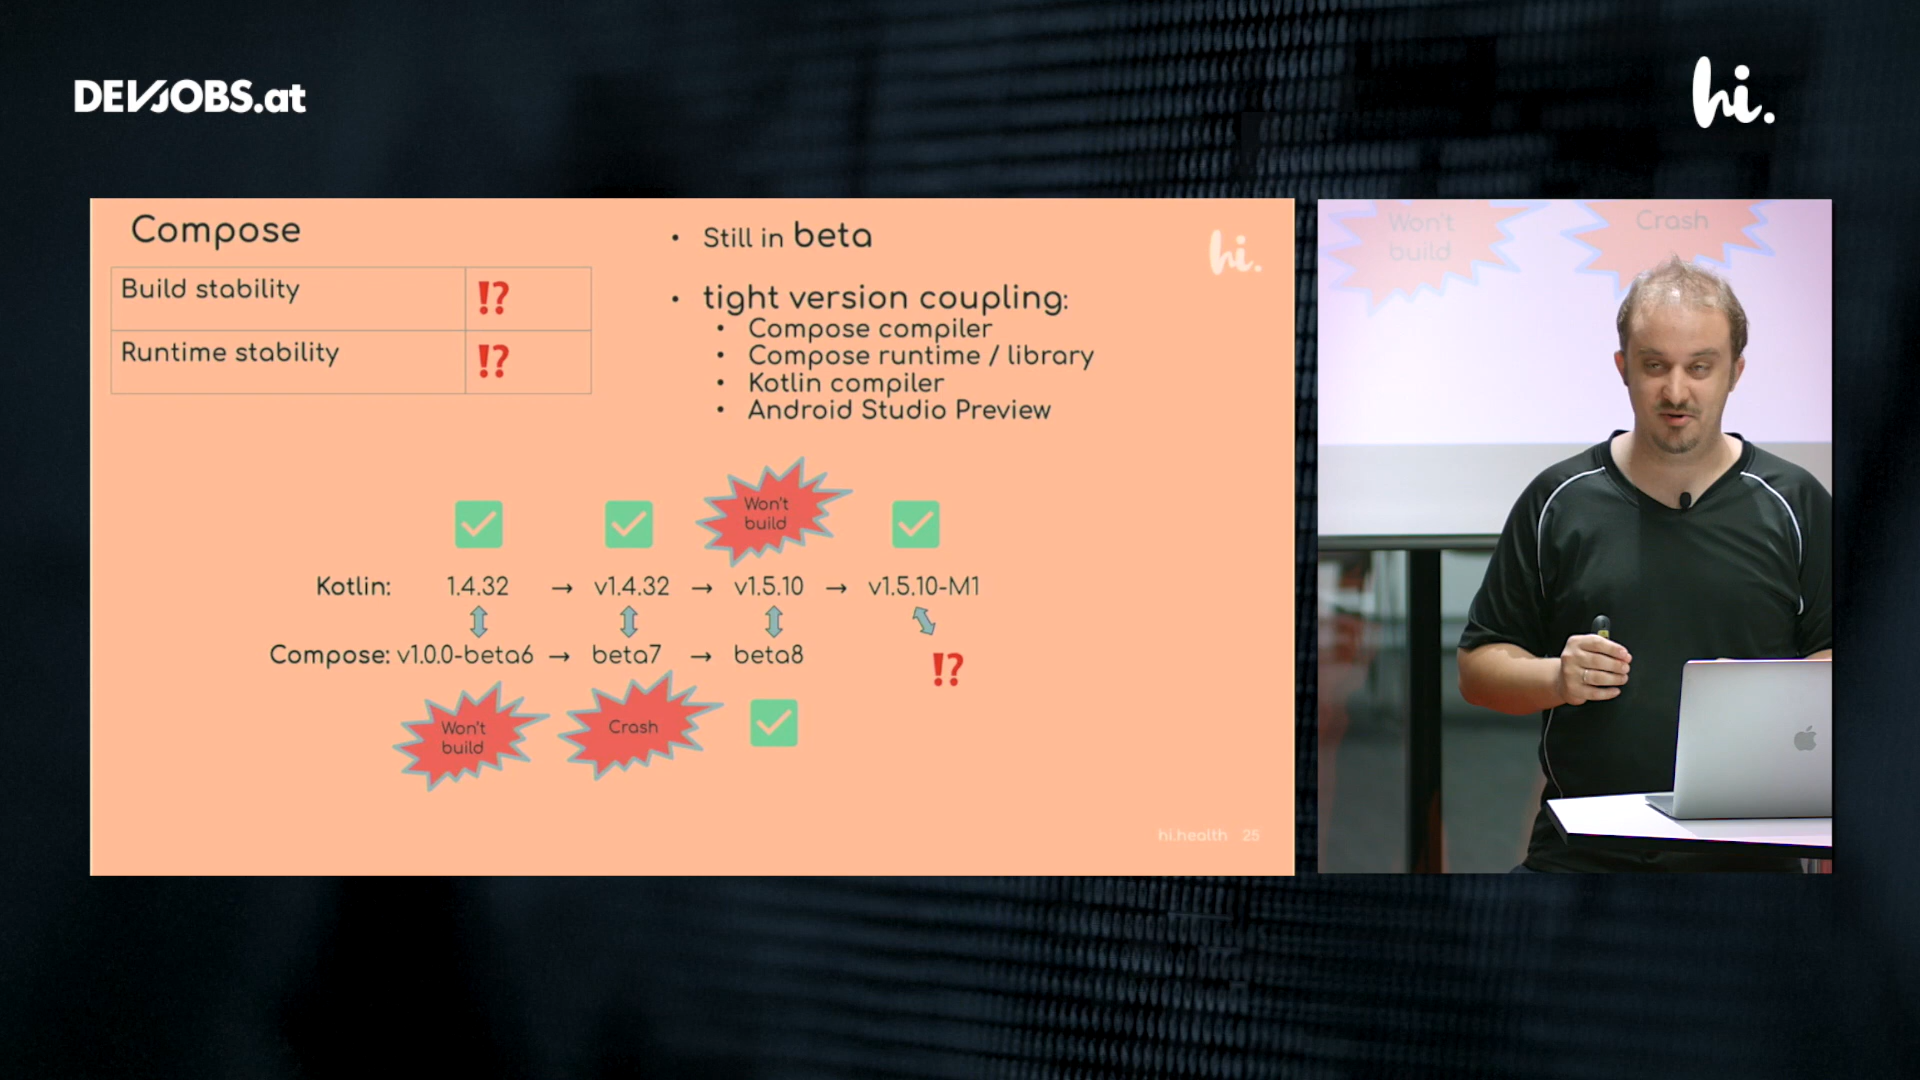 DEVJOBS.at
hi.
Compose
Build stability ⁉
Runtime stability ⁉
• Still in beta
hi.
• tight version coupling:
• Compose compiler
• Compose runtime / library
• Kotlin compiler
• Android Studio Preview
Won't
build
Kotlin: 1.4.32 → v1.4.32 → v1.5.10 → v1.5.10-M1
Compose: v1.0.0-beta6 → beta7 → beta8
⁉
Won't
build
Crash
hi.health 25
Won't
build
Crash